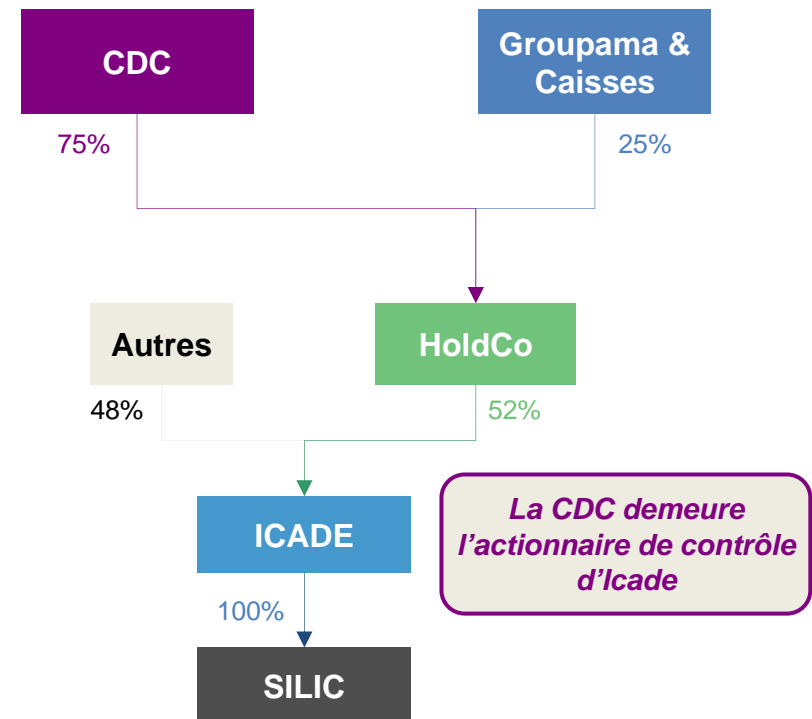 CDC
Groupama &
Caisses
75%
25%
Autres
HoldCo
48%
52%
ICADE
La CDC demeure
l'actionnaire de contrôle
d'Icade
100%
SILIC